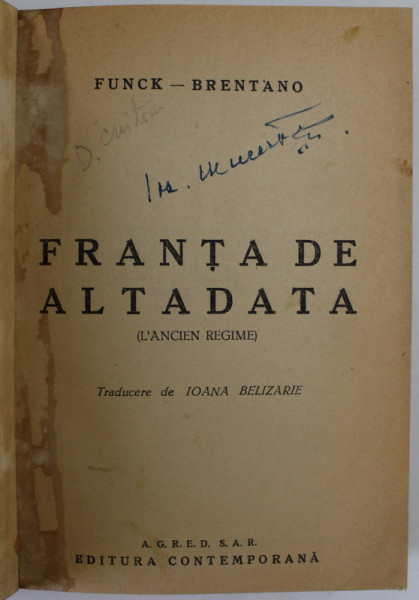 FUNCK — BRENTANO
FRANȚA DE
ALTADATA
(L'ANCIEN REGIME)
Traducere de IOANA BELIZARIE
A. G. R. E. D. S. A. R.
EDITURA CONTEMPORANĂ